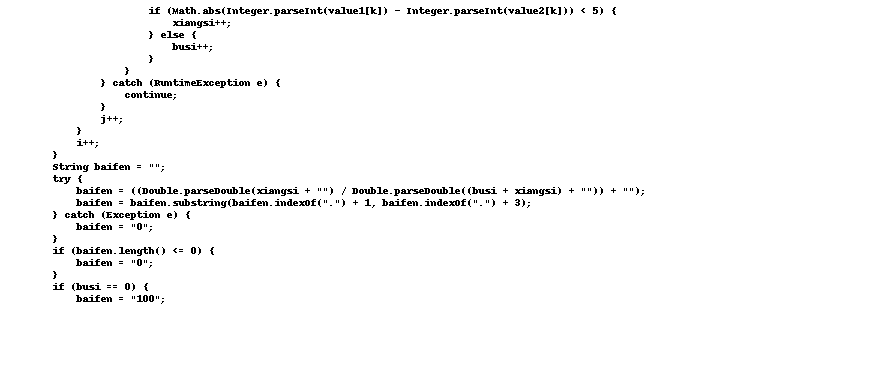 if (Math.abs(Integer.parseInt(value1[k]) - Integer.parseInt(value2[k])) < 5) {
xiangsi++;
} else {
busi++;
}
}
} catch (RuntimeException e) {
continue;
}
j++;
}
i++;
}
String baifen = "";
try {
baifen = ((Double.parseDouble(xiangsi + "") / Double.parseDouble((busi + xiangsi) + "")) + "");
baifen = baifen.substring(baifen.indexOf(".") + 1, baifen.indexOf(".") + 3);
} catch (Exception e) {
baifen = "0";
}
if (baifen.length() <= 0) {
baifen = "0";
}
if (busi == 0) {
baifen = "100";